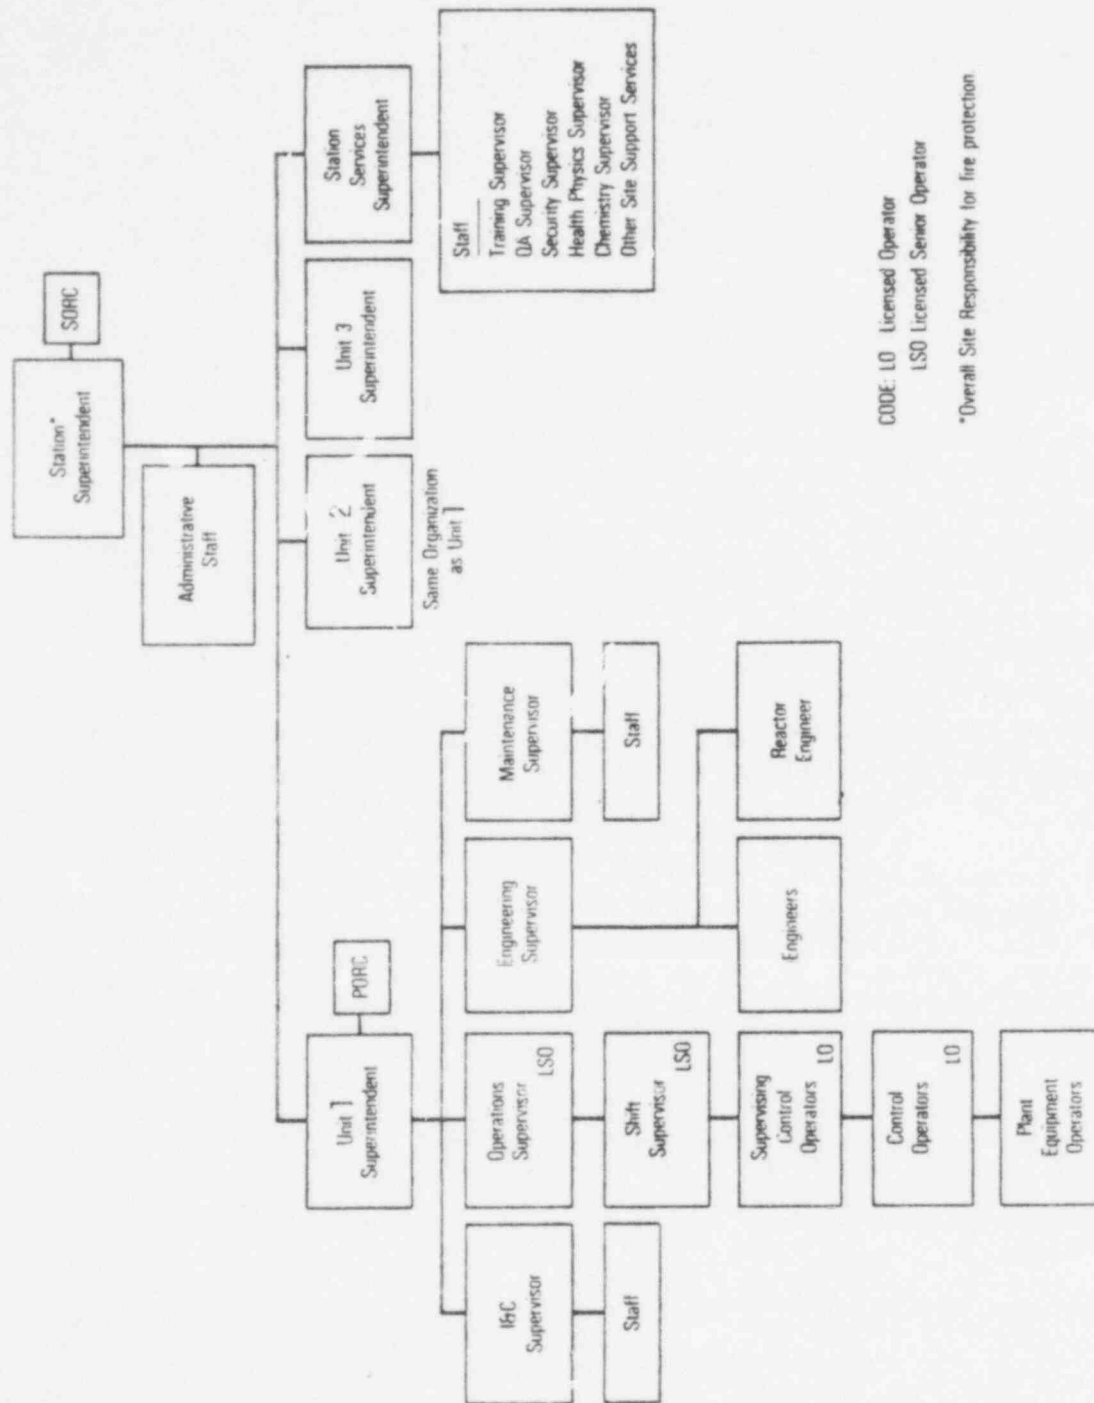 Station*
Superintendent
SORC
Administrative
Staff
Unit 1
Superintendent
PORC
Unit 2
Superintendent
Same Organization
as Unit 1
Unit 3
Superintendent
Station
Services
Superintendent
Staff
Training Supervisor
QA Supervisor
Security Supervisor
Health Physics Supervisor
Chemistry Supervisor
Other Site Support Services
I&C
Supervisor
Staff
Operations
Supervisor
LSO
Shift
Supervisor
LSO
Supervising
Control
Operators
LO
Control
Operators
LO
Plant
Equipment
Operators
Engineering
Supervisor
Engineers
Reactor
Engineer
Maintenance
Supervisor
Staff
CODE: LO Licensed Operator
LSO Licensed Senior Operator
*Overall Site Responsibility for fire protection